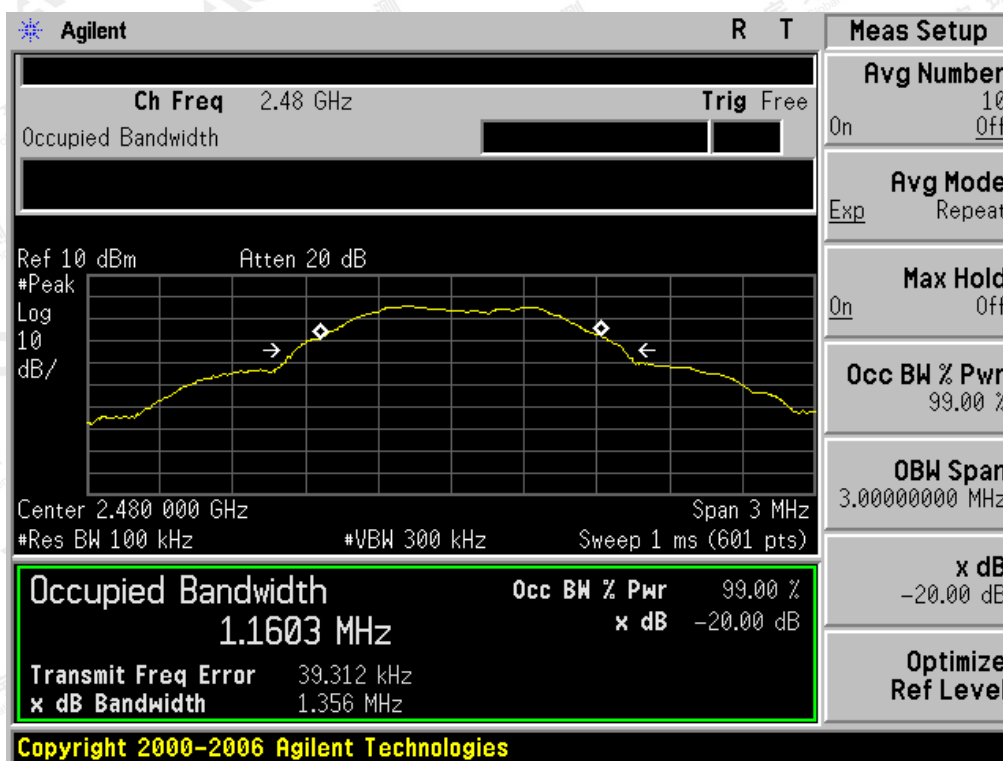 Agilent R T
Meas Setup
Ch Freq 2.48 GHz Trig Free
Occupied Bandwidth
Avg Number
10
On Off
Avg Mode
Exp Repeat
Max Hold
On Off
Occ BW % Pwr
99.00 %
OBW Span
3.00000000 MHz
x dB
-20.00 dB
Optimize
Ref Level
Ref 10 dBm Atten 20 dB
#Peak
Log
10
dB/
Center 2.480 000 GHz Span 3 MHz
#Res BW 100 kHz #VBW 300 kHz Sweep 1 ms (601 pts)
Occupied Bandwidth
1.1603 MHz
Occ BW % Pwr 99.00 %
x dB -20.00 dB
Transmit Freq Error 39.312 kHz
x dB Bandwidth 1.356 MHz
Copyright 2000-2006 Agilent Technologies